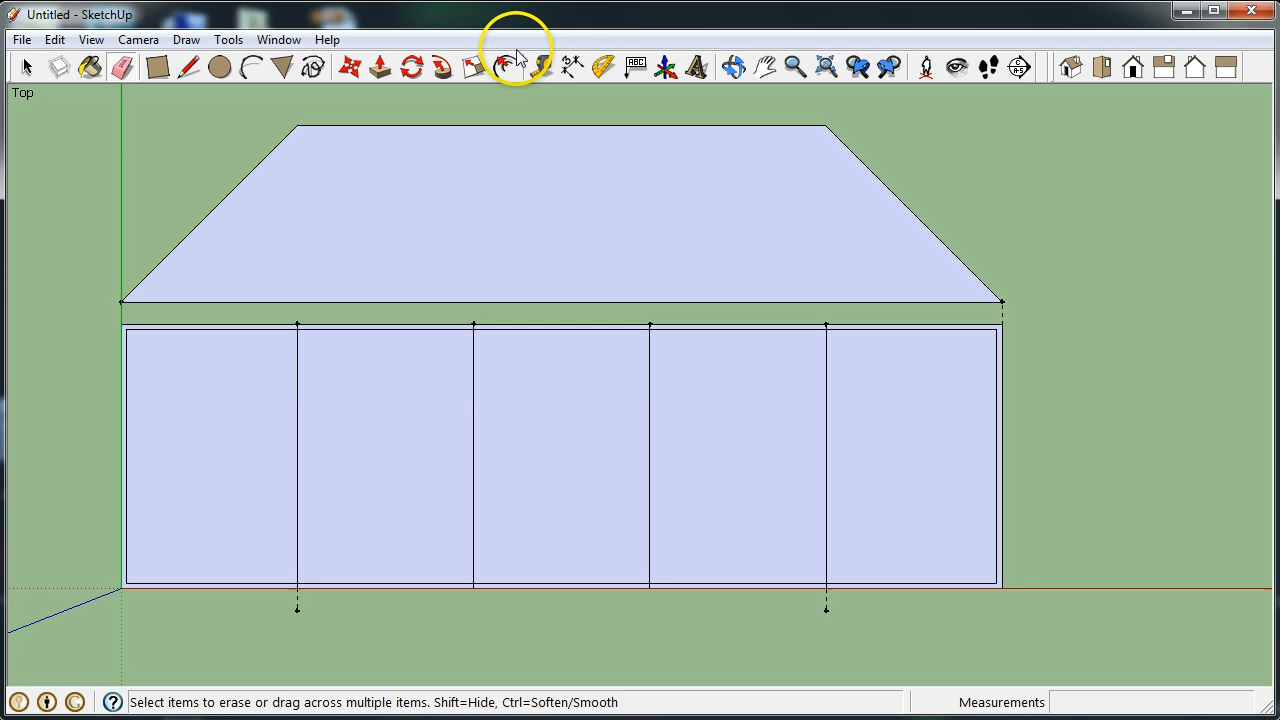 Untitled - SketchUp
File Edit View Camera Draw Tools Window Help
ABC
Top
Select items to erase or drag across multiple items. Shift=Hide, Ctrl=Soften/Smooth Measurements